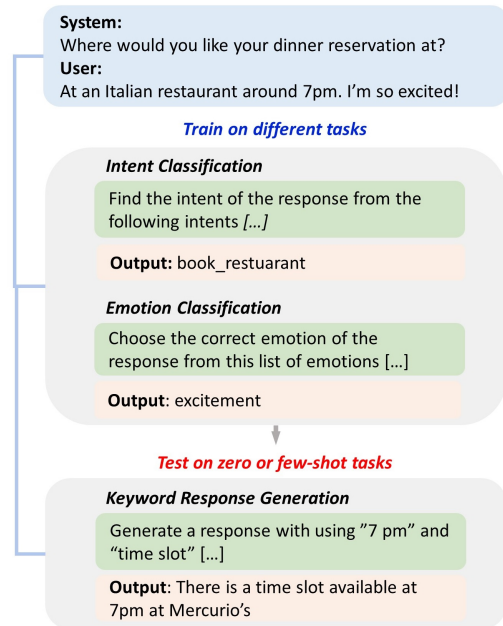 System:
Where would you like your dinner reservation at?
User:
At an Italian restaurant around 7pm. I'm so excited!
Train on different tasks
Intent Classification
Find the intent of the response from the
following intents [...]
Output: book_restuarant
Emotion Classification
Choose the correct emotion of the
response from this list of emotions [...]
Output: excitement
Test on zero or few-shot tasks
Keyword Response Generation
Generate a response with using ”7 pm” and
“time slot” [...]
Output: There is a time slot available at
7pm at Mercurio’s